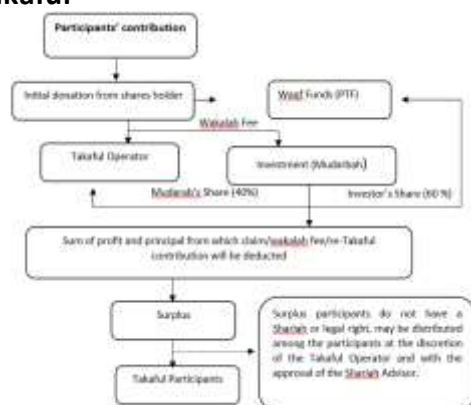 Participants' contribution
Initial donation from shares holder
Waqf Funds (PTF)
Wakalah Fee
Takaful Operator
Investment (Mudarbah)
Mudarab's Share (40%)
Investor's Share (60 %)
Sum of profit and principal from which claim/wakalah fee/re-Takaful
contribution will be deducted
Surplus
Surplus participants do not have a
Shariah or legal right, may be distributed
among the participants at the discretion
of the Takaful Operator and with the
approval of the Shariah Advisor.
Takaful Participants